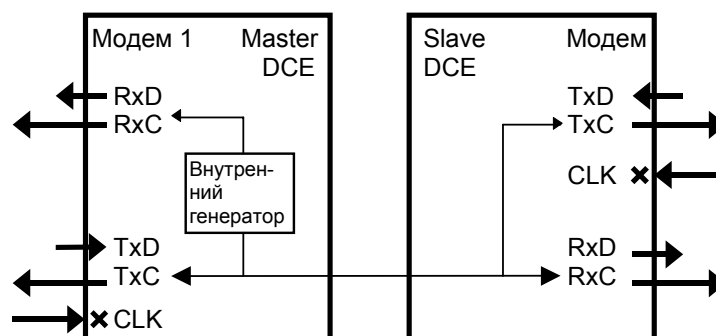 Модем 1 Master
DCE
RxD
RxC
Внутрен-
ний
генератор
TxD
TxC
CLK
Slave Модем
DCE
TxD
TxC
CLK
RxD
RxC